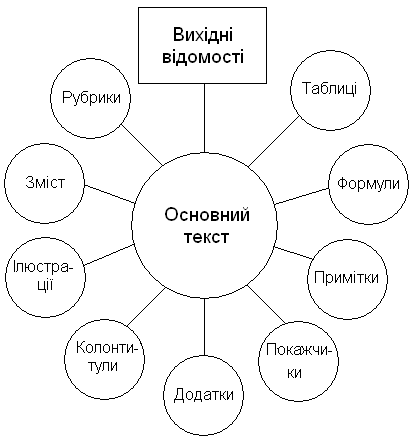 Вихідні
відомості
Рубрики
Таблиці
Зміст
Формули
Основний
текст
Ілюстра-
ції
Примітки
Колонти-
тули
Покажчи-
ки
Додатки